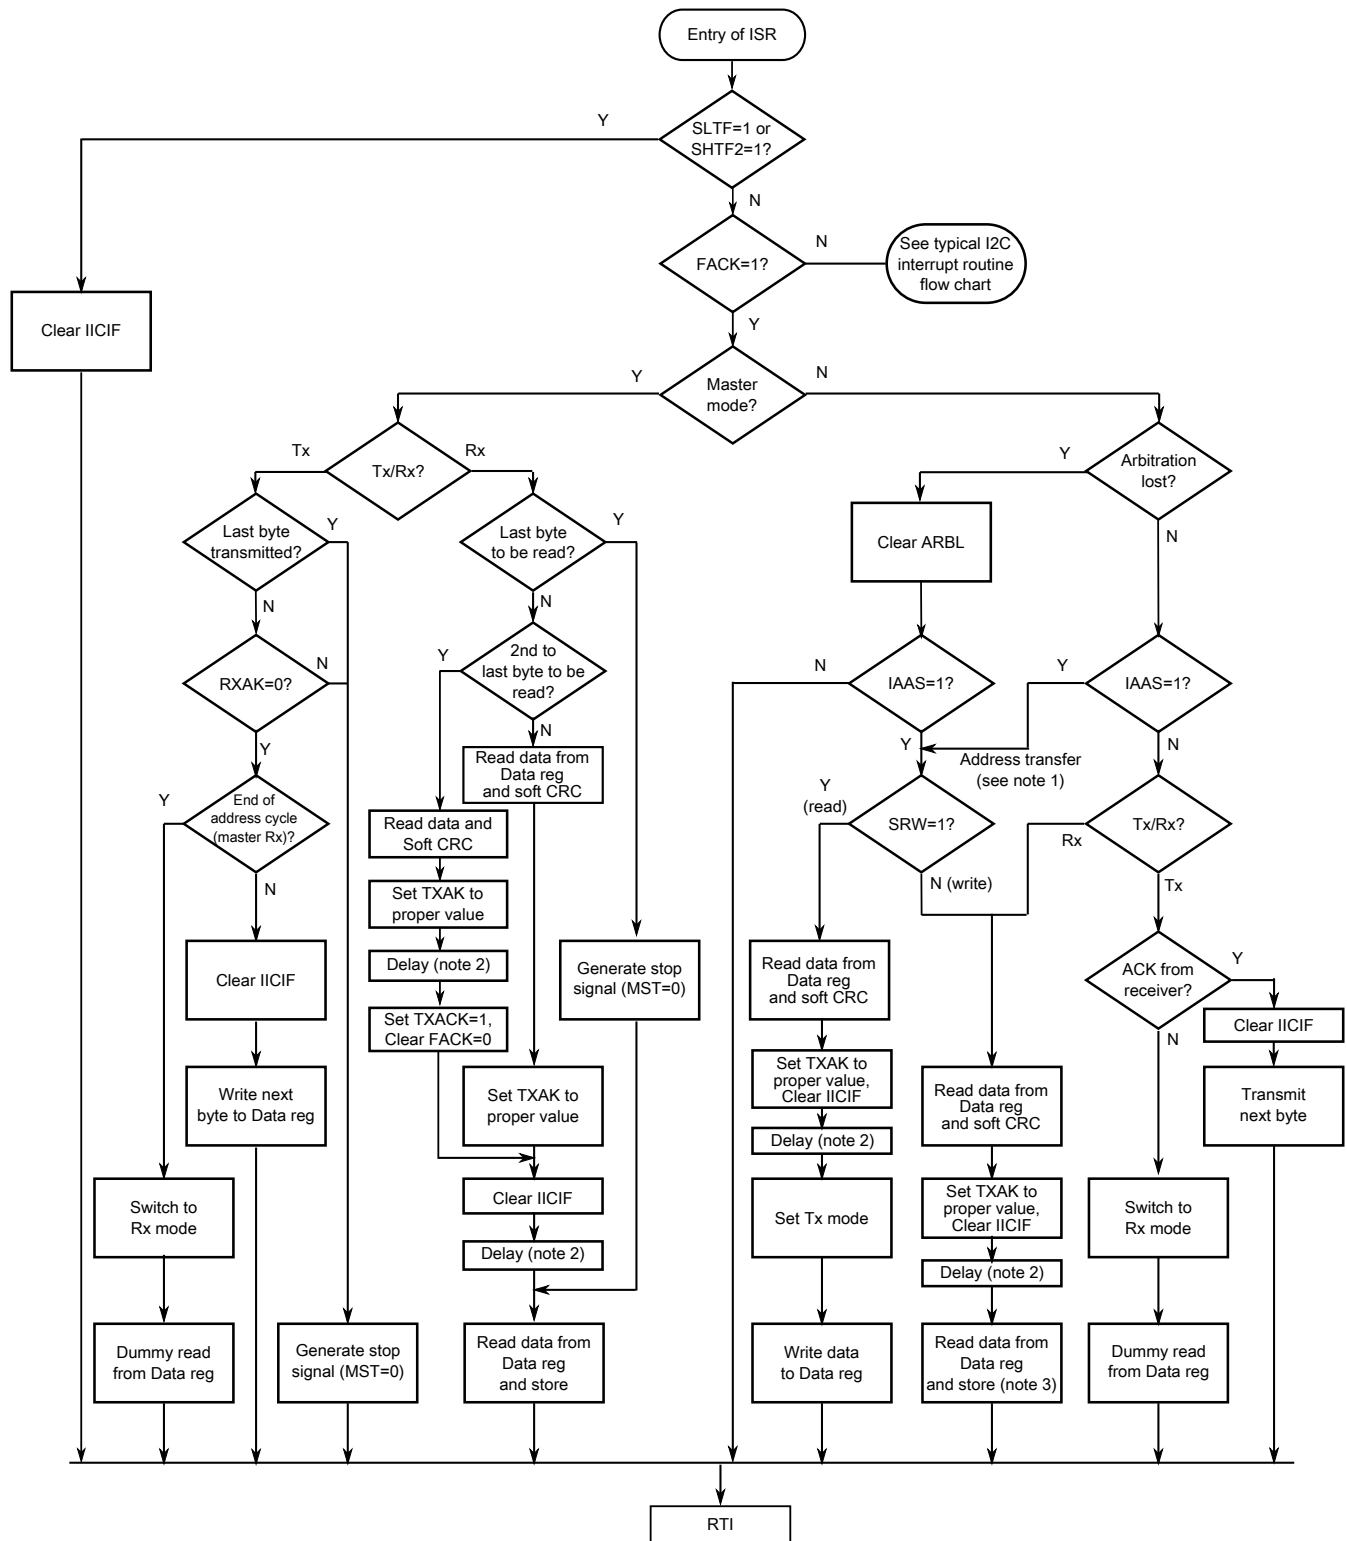 Entry of ISR
Y
SLTF=1 or
SHTF2=1?
N
FACK=1?
N
See typical I2C
interrupt routine
flow chart
Clear IICIF
Y
Y
Master
mode?
N
Tx
Tx/Rx?
Rx
Y
Arbitration
lost?
Last byte
transmitted?
Y
Last byte
to be read?
Y
Clear ARBL
N
N
N
RXAK=0?
N
Y
2nd to
last byte to be
read?
N
IAAS=1?
Y
IAAS=1?
Y
N
Read data from
Data reg
and soft CRC
Y
Address transfer
(see note 1)
N
Y
End of
address cycle
(master Rx)?
Read data and
Soft CRC
Y
(read)
SRW=1?
Rx
Tx/Rx?
N
Set TXAK to
proper value
N (write)
Tx
Clear IICIF
Delay (note 2)
Generate stop
signal (MST=0)
Read data from
Data reg
and soft CRC
ACK from
receiver?
Y
Set TXACK=1,
Clear FACK=0
Clear IICIF
N
Write next
byte to Data reg
Set TXAK to
proper value
Set TXAK to
proper value,
Clear IICIF
Read data from
Data reg
and soft CRC
Transmit
next byte
Delay (note 2)
Switch to
Rx mode
Clear IICIF
Set Tx mode
Set TXAK to
proper value,
Clear IICIF
Switch to
Rx mode
Delay (note 2)
Delay (note 2)
Dummy read
from Data reg
Generate stop
signal (MST=0)
Read data from
Data reg
and store
Write data
to Data reg
Read data from
Data reg
and store (note 3)
Dummy read
from Data reg
RTI